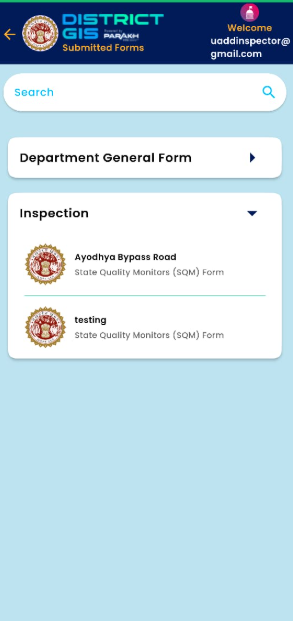 DISTRICT
GIS
PARAKH
Submitted Forms
Welcome
uaddinspector@
gmail.com
Search
Department General Form
Inspection
Ayodhya Bypass Road
State Quality Monitors (SQM) Form
testing
State Quality Monitors (SQM) Form